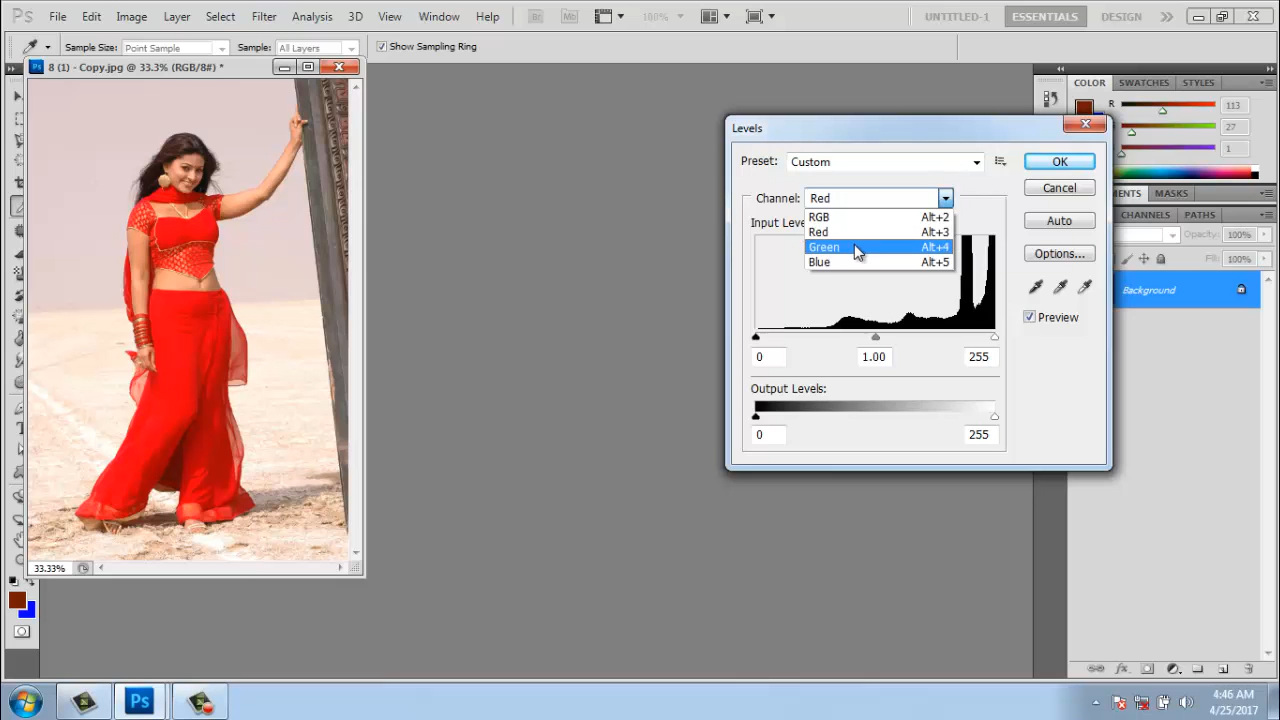 Ps File Edit Image Layer Select Filter Analysis 3D View Window Help Br Mb 100% UNTITLED-1 ESSENTIALS DESIGN
Sample Size: Point Sample Sample: All Layers Show Sampling Ring
8 (1) - Copy.jpg @ 33.3% (RGB/8#) *
33.33%
Levels
Preset: Custom
Channel: Red
RGB Alt+2
Red Alt+3
Green Alt+4
Blue Alt+5
0 1.00 255
Output Levels:
0 255
OK
Cancel
Auto
Options...
Preview
COLOR SWATCHES STYLES
R 113
27
1
MASKS
CHANNELS PATHS
Opacity: 100%
Fill: 100%
Background
fx
Ps
4:46 AM
4/25/2017